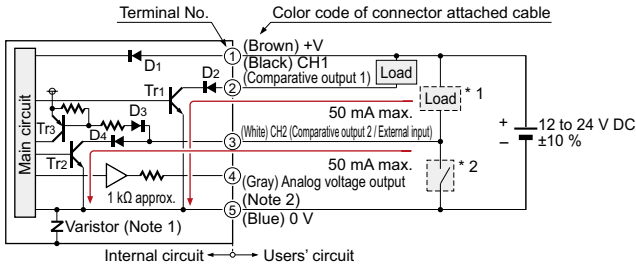 Terminal No. Color code of connector attached cable
Main circuit
D1
1 (Brown) +V
(Black) CH1
(Comparative output 1)
D2
2
Load
Tr1
Load * 1
50 mA max.
Tr3
D3
D4
3
(White) CH2 (Comparative output 2 / External input)
+
−
12 to 24 V DC
±10 %
Tr2
50 mA max.
* 2
4
(Gray) Analog voltage output
1 kΩ approx.
(Note 2)
5
(Blue) 0 V
Z Varistor (Note 1)
Internal circuit Users' circuit